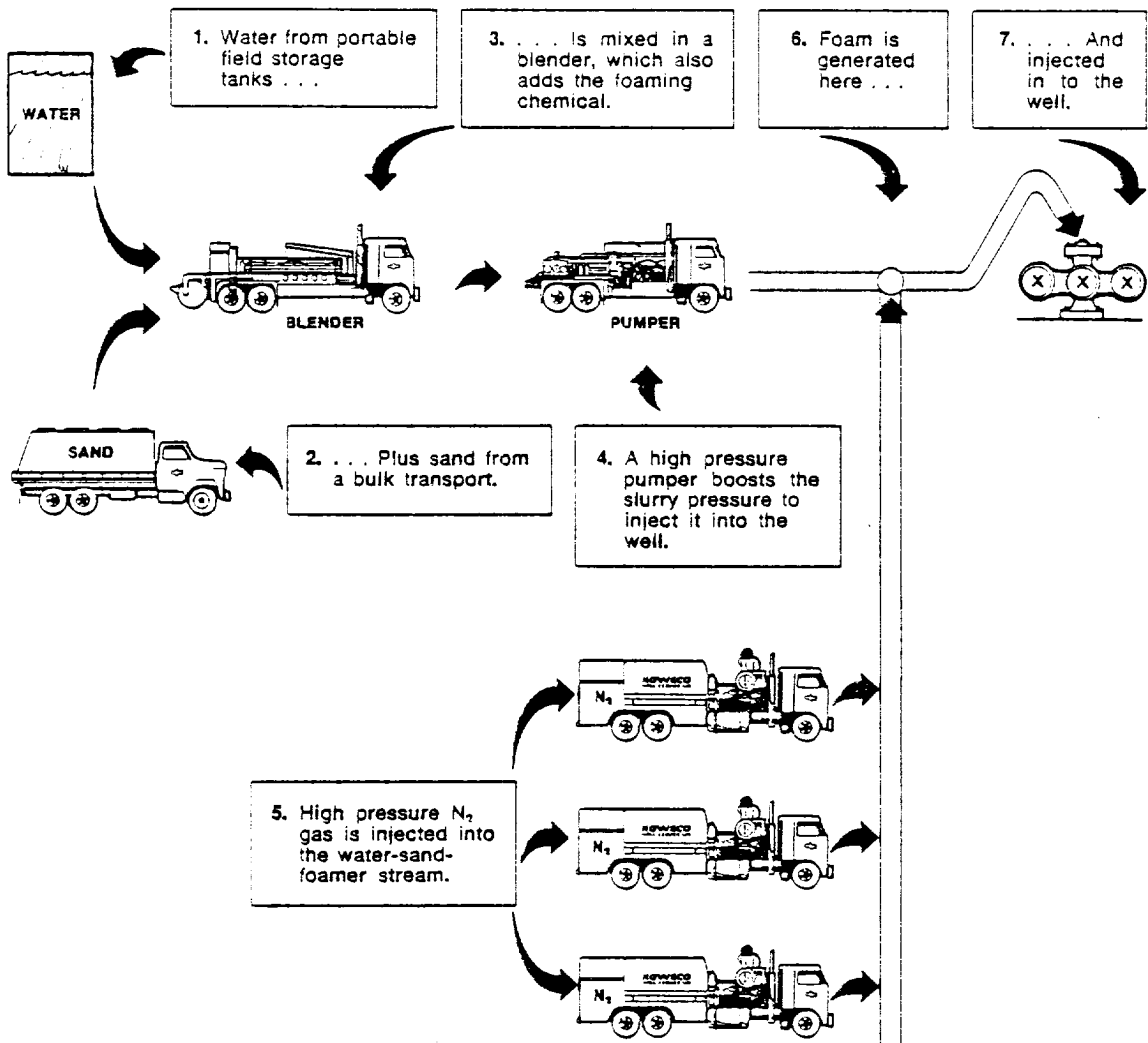 1. Water from portable
field storage
tanks . . .
3. . . . Is mixed in a
blender, which also
adds the foaming
chemical.
6. Foam is
generated
here . . .
7. . . . And
injected
in to the
well.
WATER
BLENDER
PUMPER
X X X
SAND
2. . . . Plus sand from
a bulk transport.
4. A high pressure
pumper boosts the
slurry pressure to
inject it into the
well.
NOWSCO
N₂
5. High pressure N₂
gas is injected into
the water-sand-
foamer stream.
NOWSCO
N₂
NOWSCO
N₂